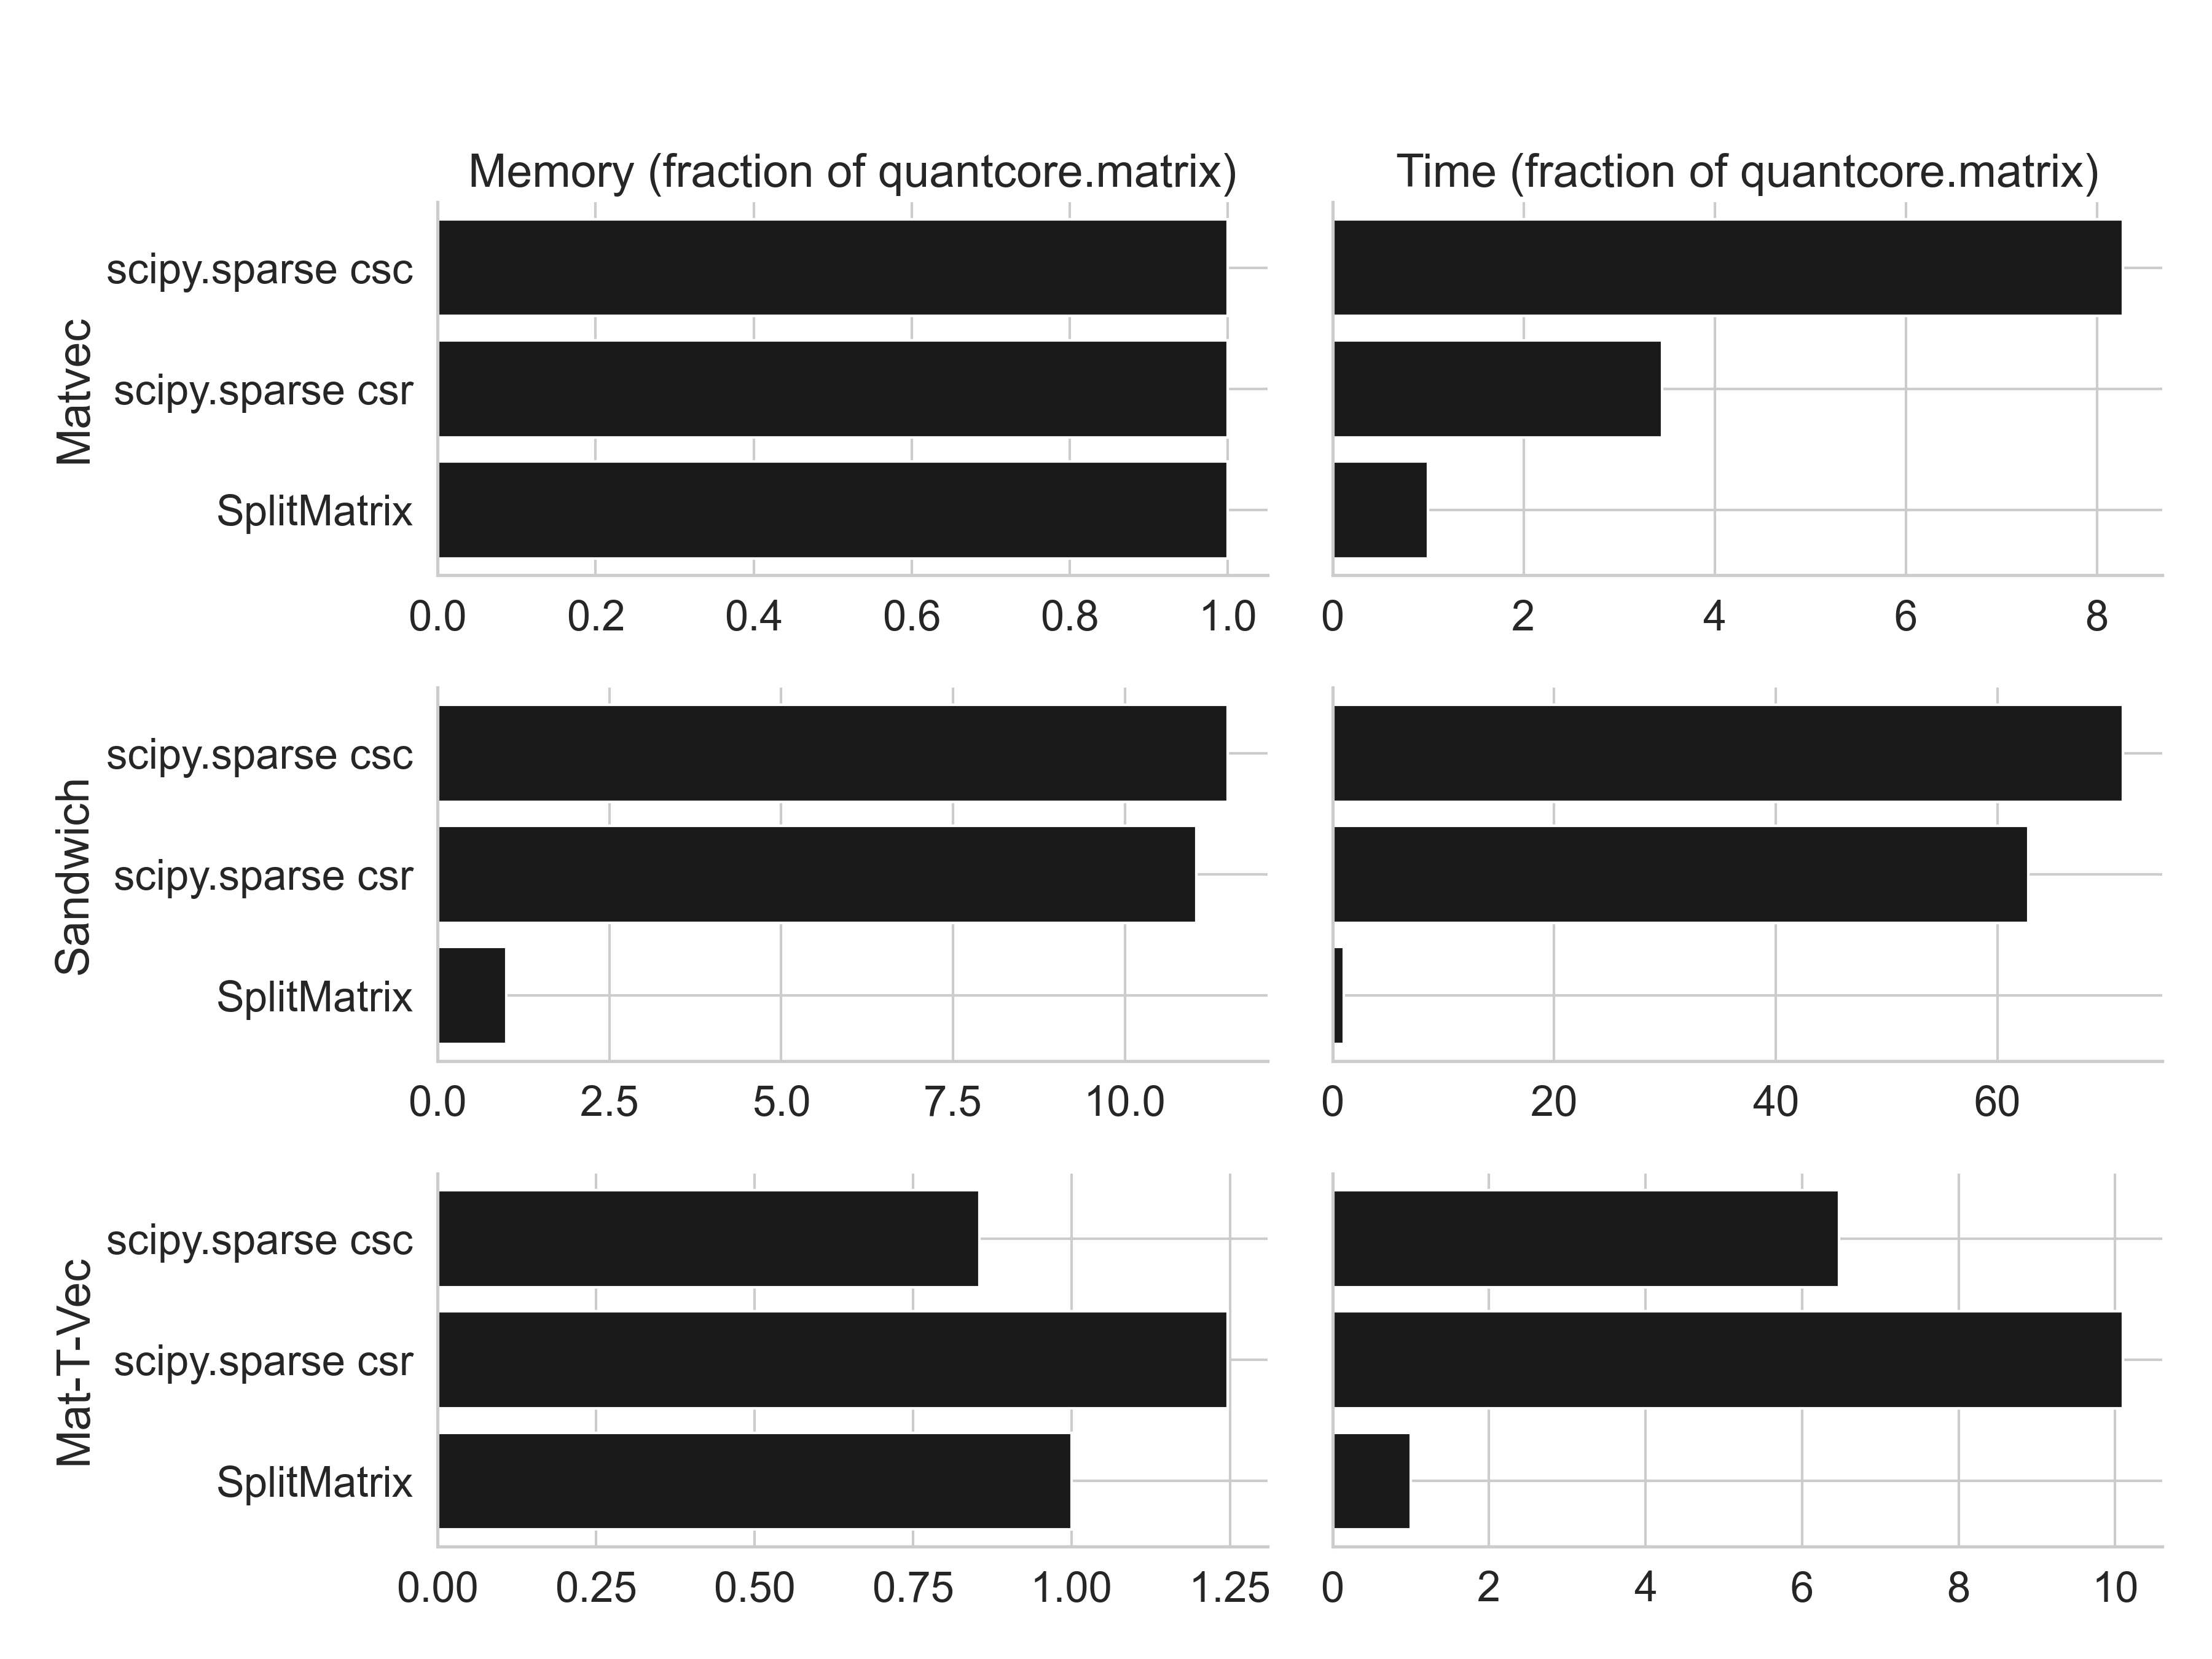 Memory (fraction of quantcore.matrix)
Time (fraction of quantcore.matrix)
Matvec
scipy.sparse csc
scipy.sparse csr
SplitMatrix
0.0 0.2 0.4 0.6 0.8 1.0
0 2 4 6 8
Sandwich
scipy.sparse csc
scipy.sparse csr
SplitMatrix
0.0 2.5 5.0 7.5 10.0
0 20 40 60
Mat-T-Vec
scipy.sparse csc
scipy.sparse csr
SplitMatrix
0.00 0.25 0.50 0.75 1.00 1.25
0 2 4 6 8 10